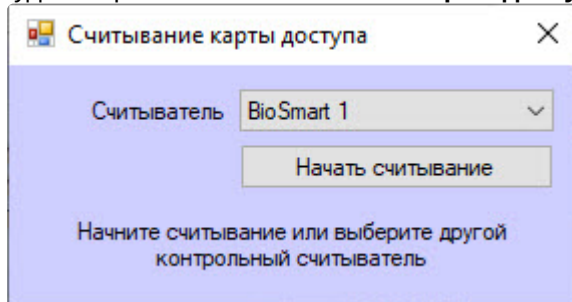 Считывание карты доступа
Считыватель BioSmart 1
Начать считывание
Начните считывание или выберите другой
контрольный считыватель